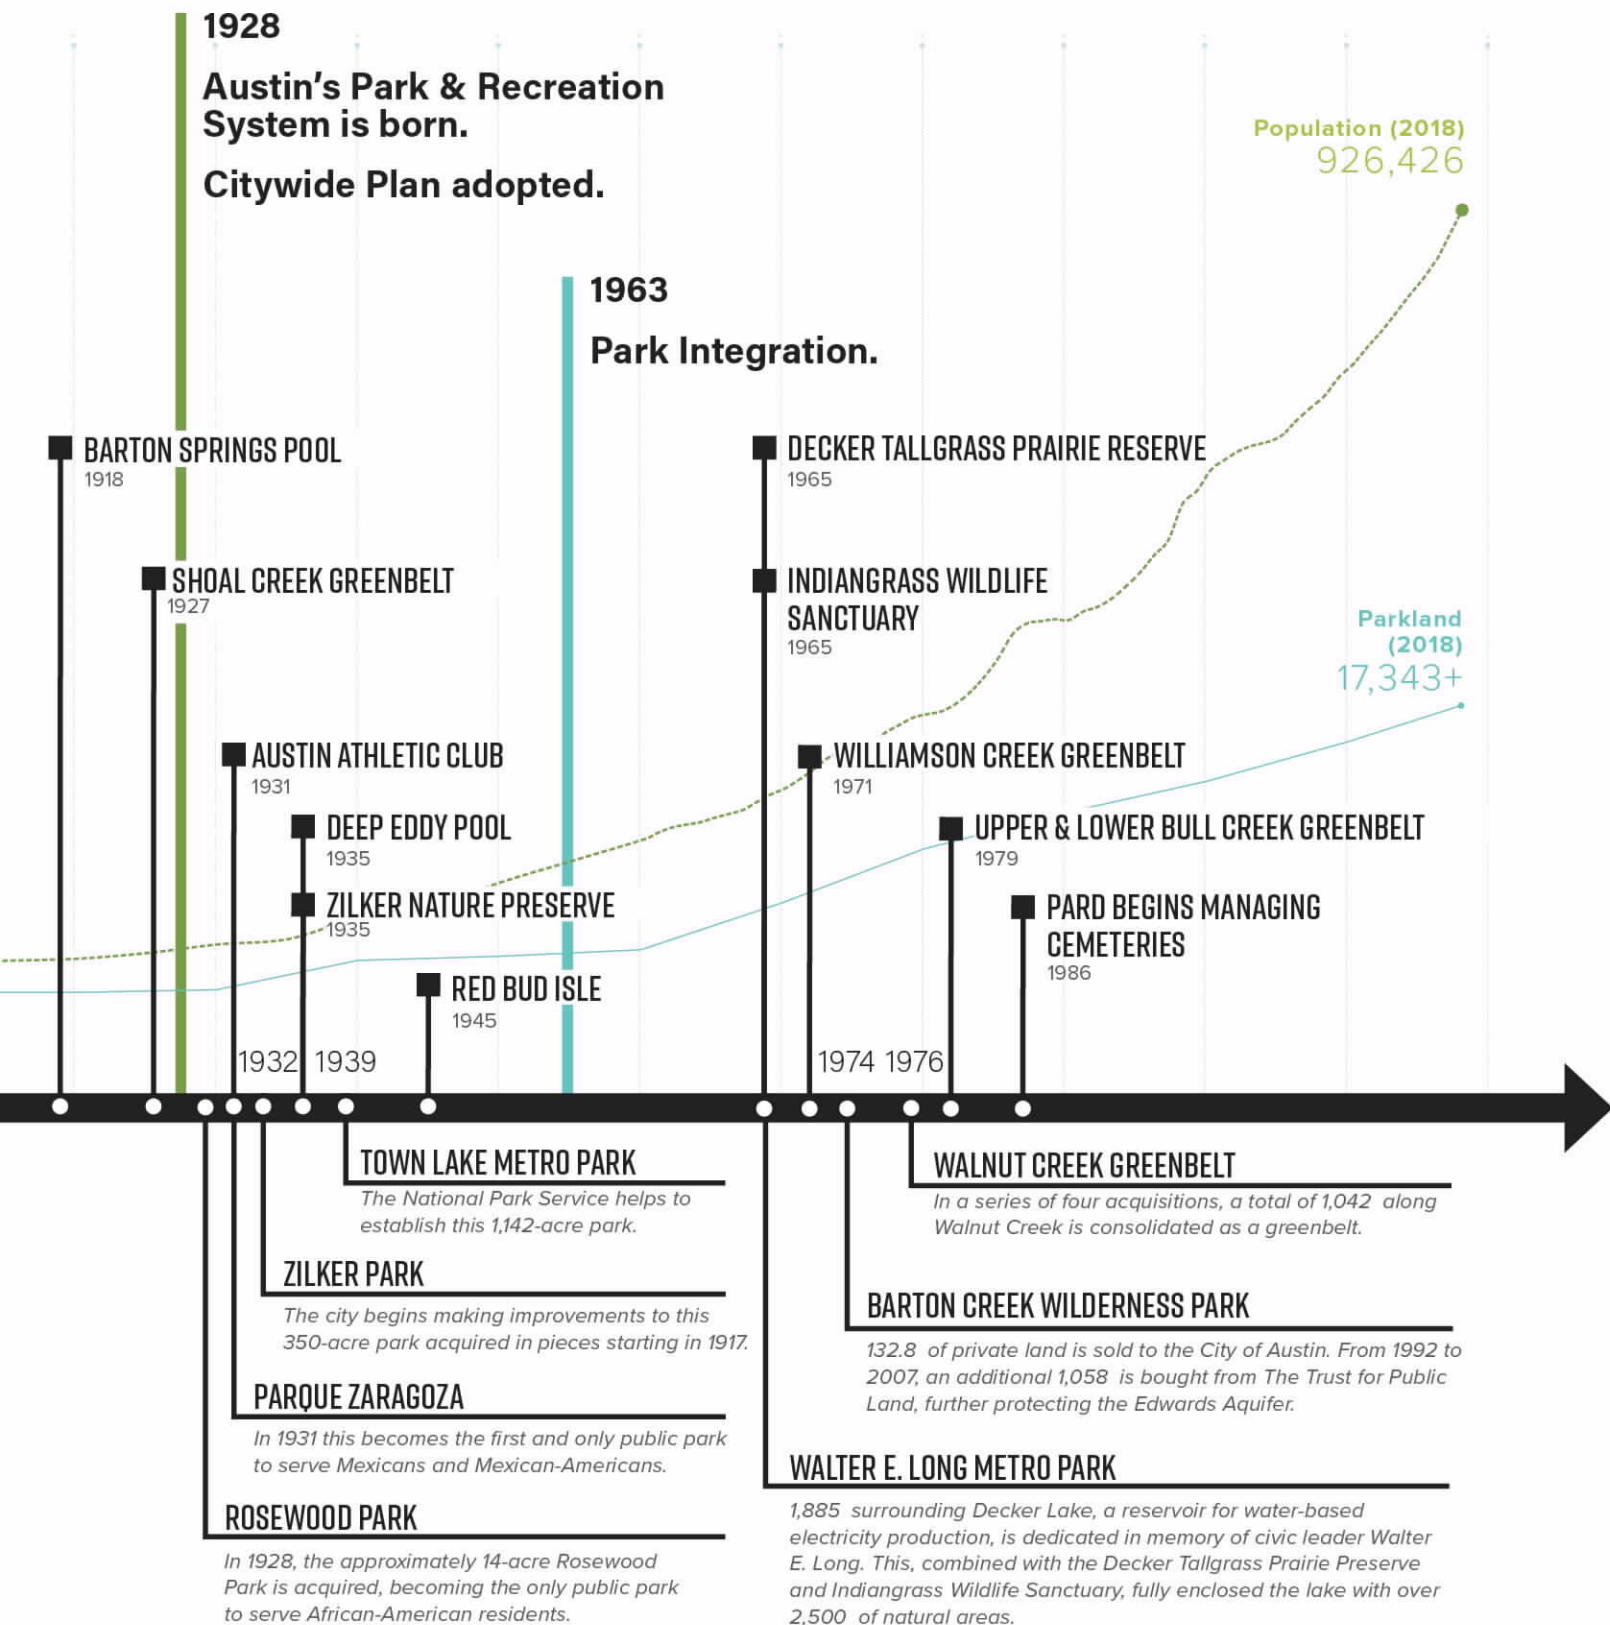 1928
Austin's Park & Recreation
System is born.
Citywide Plan adopted.
Population (2018)
926,426
1963
Park Integration.
BARTON SPRINGS POOL
1918
DECKER TALLGRASS PRAIRIE RESERVE
1965
SHOAL CREEK GREENBELT
1927
INDIANGRASS WILDLIFE
SANCTUARY
1965
Parkland
(2018)
17,343+
AUSTIN ATHLETIC CLUB
1931
WILLIAMSON CREEK GREENBELT
1971
DEEP EDDY POOL
1935
UPPER & LOWER BULL CREEK GREENBELT
1979
ZILKER NATURE PRESERVE
1935
PARD BEGINS MANAGING
CEMETERIES
1986
RED BUD ISLE
1945
1932 1939
1974 1976
TOWN LAKE METRO PARK
The National Park Service helps to
establish this 1,142-acre park.
WALNUT CREEK GREENBELT
In a series of four acquisitions, a total of 1,042 along
Walnut Creek is consolidated as a greenbelt.
ZILKER PARK
The city begins making improvements to this
350-acre park acquired in pieces starting in 1917.
BARTON CREEK WILDERNESS PARK
132.8 of private land is sold to the City of Austin. From 1992 to
2007, an additional 1,058 is bought from The Trust for Public
Land, further protecting the Edwards Aquifer.
PARQUE ZARAGOZA
In 1931 this becomes the first and only public park
to serve Mexicans and Mexican-Americans.
WALTER E. LONG METRO PARK
1,885 surrounding Decker Lake, a reservoir for water-based
electricity production, is dedicated in memory of civic leader Walter
E. Long. This, combined with the Decker Tallgrass Prairie Preserve
and Indiangrass Wildlife Sanctuary, fully enclosed the lake with over
2,500 of natural areas.
ROSEWOOD PARK
In 1928, the approximately 14-acre Rosewood
Park is acquired, becoming the only public park
to serve African-American residents.